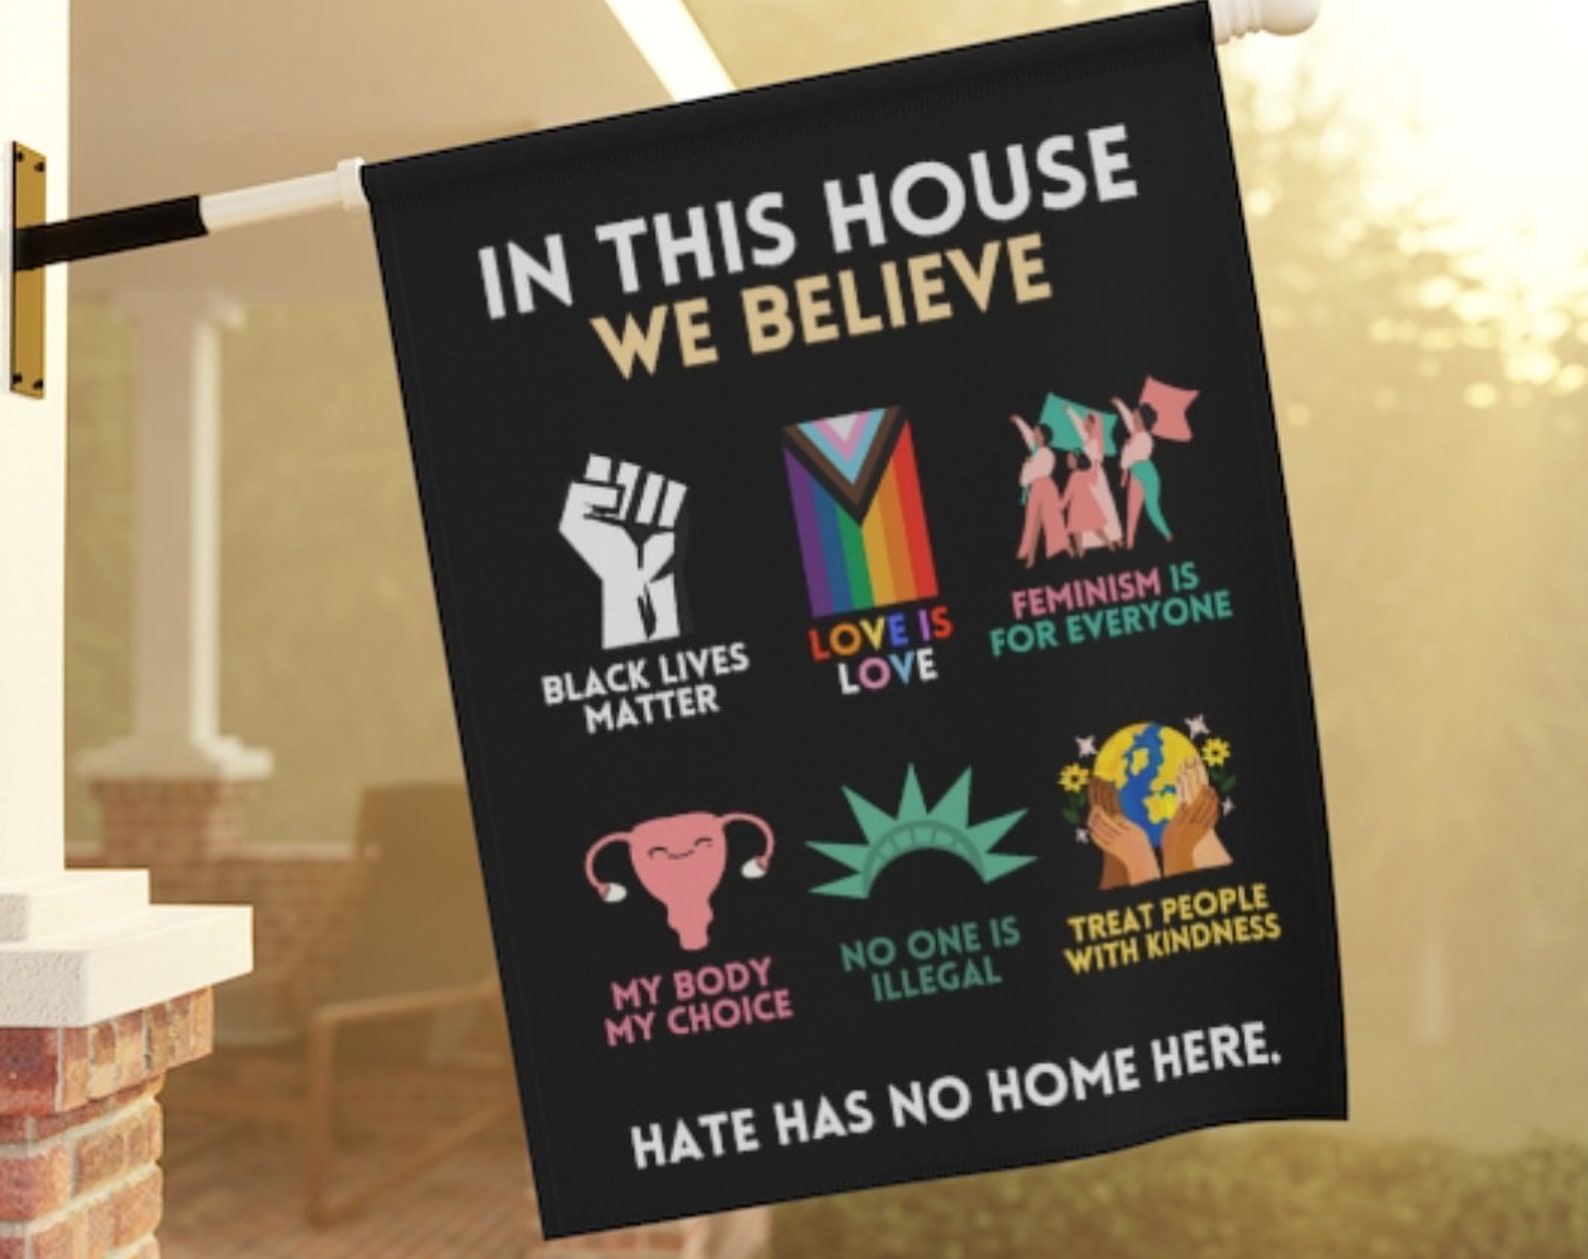 IN THIS HOUSE
WE BELIEVE
BLACK LIVES
MATTER
LOVE IS
LOVE
FEMINISM IS
FOR EVERYONE
MY BODY
MY CHOICE
NO ONE IS
ILLEGAL
TREAT PEOPLE
WITH KINDNESS
HATE HAS NO HOME HERE.